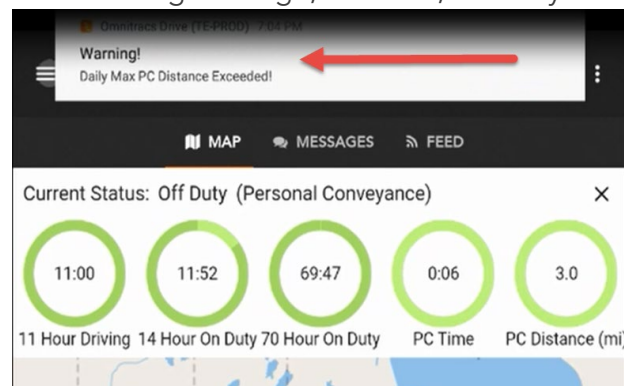 Omnitracs Drive (TE-PROD) 7:04 PM
Warning!
Daily Max PC Distance Exceeded!
MAP MESSAGES FEED
Current Status: Off Duty (Personal Conveyance)
11:00 11:52 69:47 0:06 3.0
11 Hour Driving 14 Hour On Duty 70 Hour On Duty PC Time PC Distance (mi)